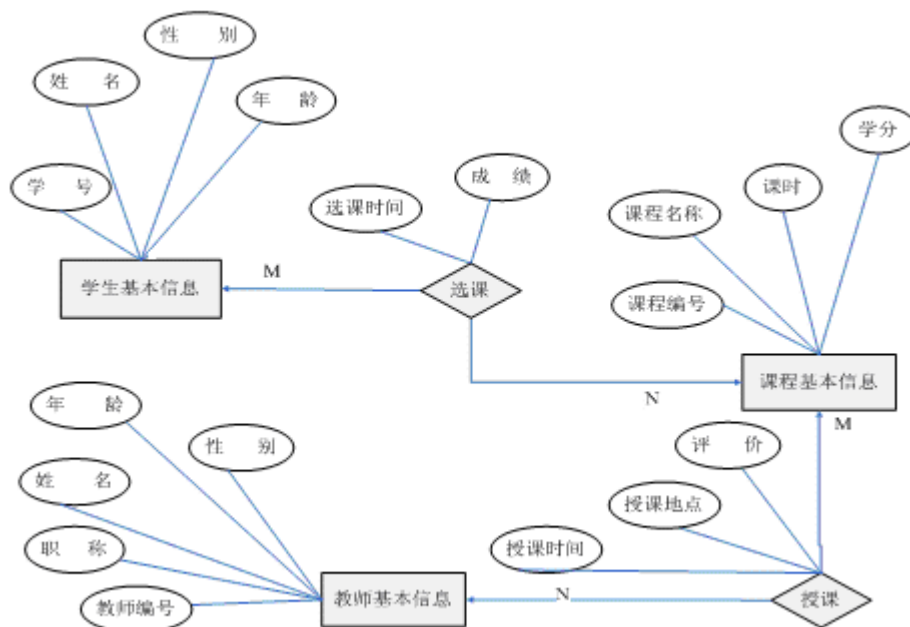 性 别
姓 名
年 龄
学 号
成 绩
选课时间
学分
课时
课程名称
课程编号
学生基本信息
M
选课
N
课程基本信息
M
年 龄
性 别
姓 名
职 称
教师编号
评 价
授课地点
授课时间
教师基本信息
N
授课